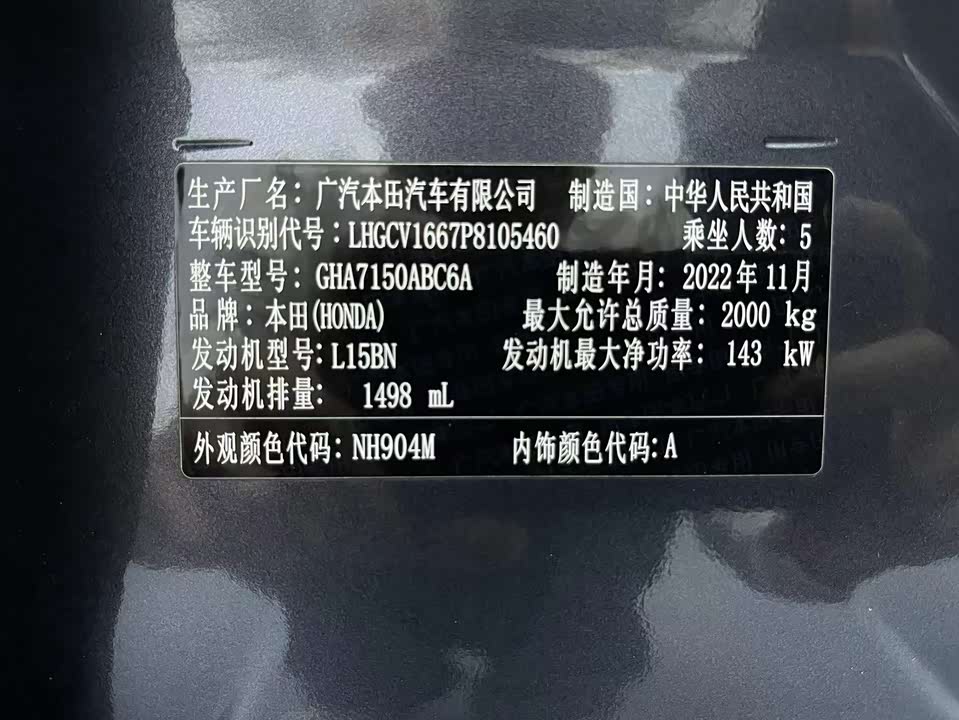 生产厂名：广汽本田汽车有限公司 制造国：中华人民共和国
车辆识别代号：LHGCV1667P8105460 乘坐人数：5
整车型号：GHA7150ABC6A 制造年月：2022年11月
品牌：本田(HONDA) 最大允许总质量：2000 kg
发动机型号：L15BN 发动机最大净功率：143 kW
发动机排量：1498 mL
外观颜色代码：NH904M 内饰颜色代码：A